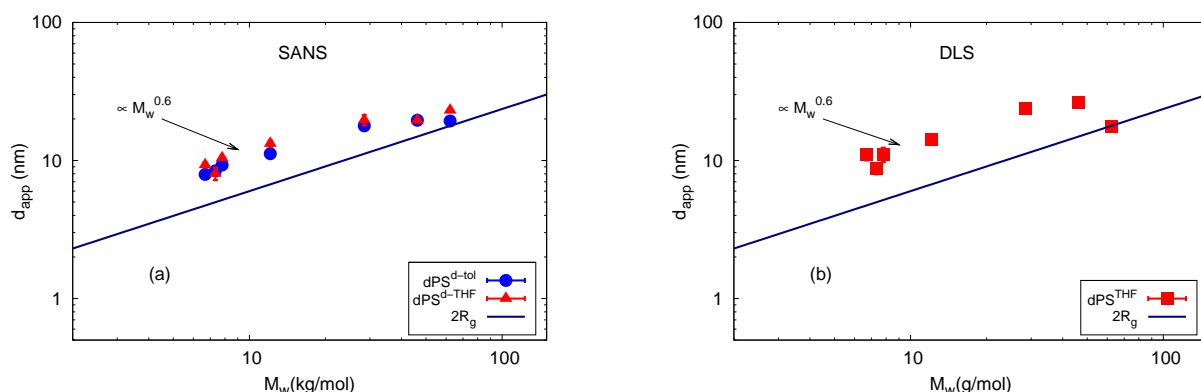 100
10
1
10
100
d_app (nm)
M_w(kg/mol)
SANS
∝ M_w^0.6
(a)
dPS^d−tol
dPS^d−THF
2R_g
100
10
1
10
100
d_app (nm)
M_w(g/mol)
DLS
∝ M_w^0.6
(b)
dPS^THF
2R_g